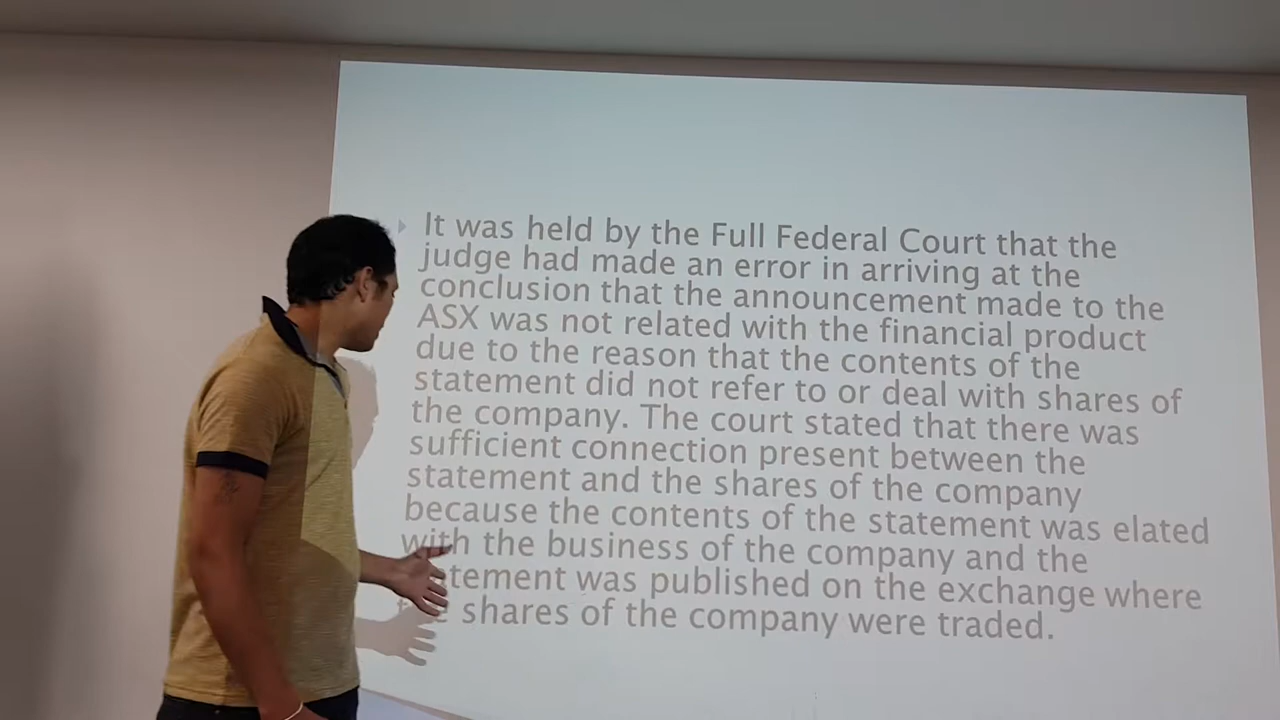 It was held by the Full Federal Court that the
judge had made an error in arriving at the
conclusion that the announcement made to the
ASX was not related with the financial product
due to the reason that the contents of the
statement did not refer to or deal with shares of
the company. The court stated that there was
sufficient connection present between the
statement and the shares of the company
because the contents of the statement was elated
with the business of the company and the
tement was published on the exchange where
shares of the company were traded.